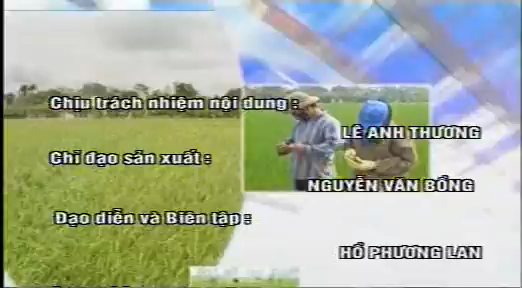 Chịu trách nhiệm nội dung :
LÊ ANH THƯƠNG
Chỉ đạo sản xuất :
NGUYỄN VĂN BỔNG
Đạo diễn và Biên tập :
HỒ PHƯƠNG LAN